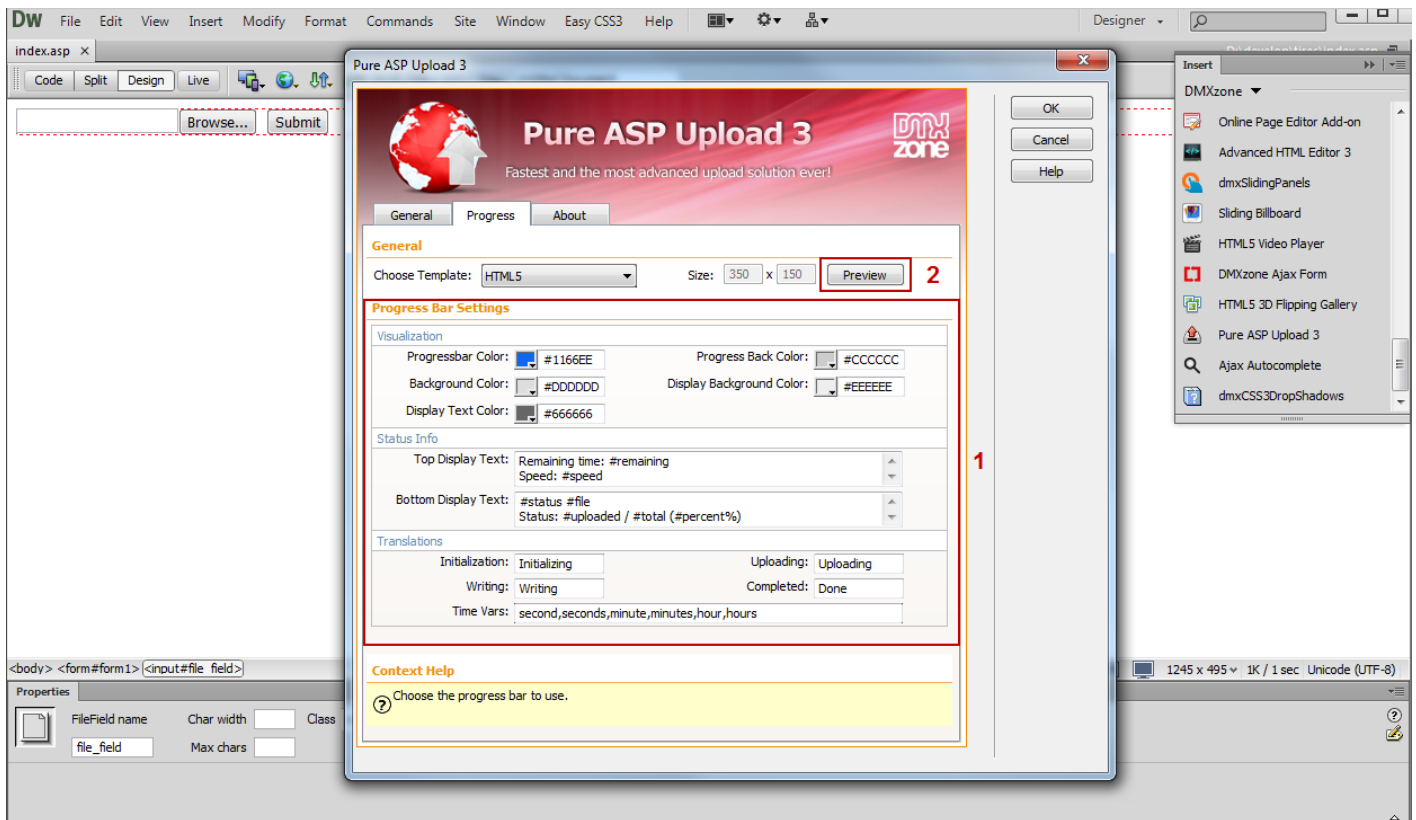 DW File Edit View Insert Modify Format Commands Site Window Easy CSS3 Help Designer
index.asp ×
Code Split Design Live
Browse... Submit
Pure ASP Upload 3
Pure ASP Upload 3
DMX zone
Fastest and the most advanced upload solution ever!
General Progress About
General
Choose Template: HTML5 Size: 350 x 150 Preview 2
Progress Bar Settings
Visualization
Progressbar Color: #1166EE Progress Back Color: #CCCCCC
Background Color: #DDDDDD Display Background Color: #EEEEEE
Display Text Color: #666666
Status Info
Top Display Text: Remaining time: #remaining
Speed: #speed
1
Bottom Display Text: #status #file
Status: #uploaded / #total (#percent%)
Translations
Initialization: Initializing Uploading: Uploading
Writing: Writing Completed: Done
Time Vars: second,seconds,minute,minutes,hour,hours
Context Help
Choose the progress bar to use.
OK
Cancel
Help
Insert
DMXzone
Online Page Editor Add-on
Advanced HTML Editor 3
dmxSlidingPanels
Sliding Billboard
HTML5 Video Player
DMXzone Ajax Form
HTML5 3D Flipping Gallery
Pure ASP Upload 3
Ajax Autocomplete
dmxCSS3DropShadows
<body> <form#form1> <input#file_field> 1245 x 495 1K / 1 sec Unicode (UTF-8)
Properties
FileField name Char width Class
file_field Max chars